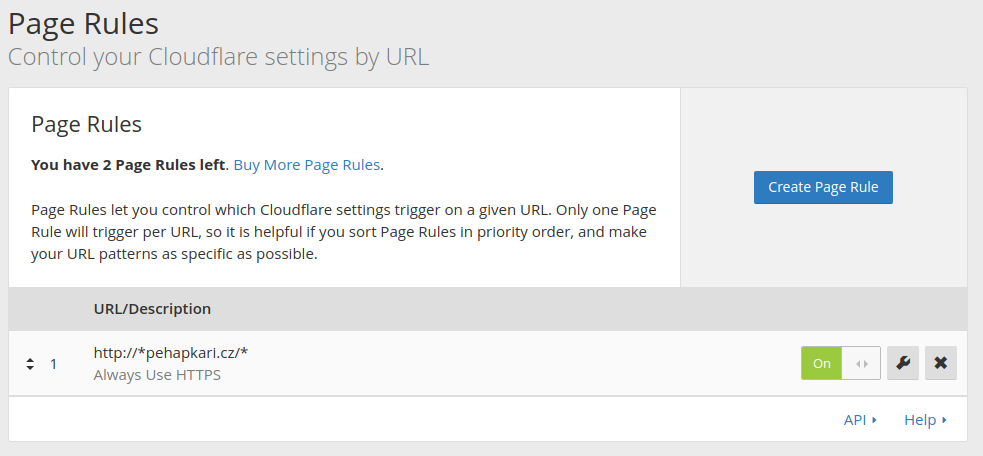 Page Rules
Control your Cloudflare settings by URL
Page Rules
You have 2 Page Rules left. Buy More Page Rules.
Create Page Rule
Page Rules let you control which Cloudflare settings trigger on a given URL. Only one Page
Rule will trigger per URL, so it is helpful if you sort Page Rules in priority order, and make
your URL patterns as specific as possible.
URL/Description
1 http://*pehapkari.cz/* On
Always Use HTTPS
API Help